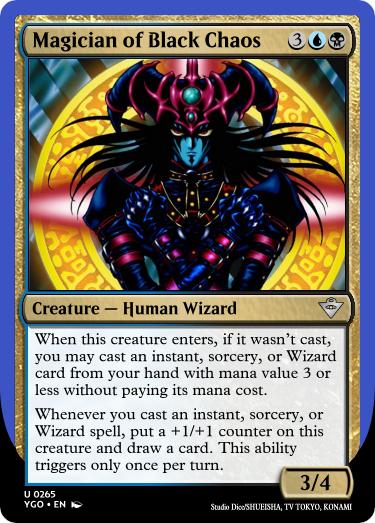 Magician of Black Chaos 3
Creature — Human Wizard
When this creature enters, if it wasn't cast,
you may cast an instant, sorcery, or Wizard
card from your hand with mana value 3 or
less without paying its mana cost.
Whenever you cast an instant, sorcery, or
Wizard spell, put a +1/+1 counter on this
creature and draw a card. This ability
triggers only once per turn.
3/4
U 0265
YGO • EN
Studio Dice/SHUEISHA, TV TOKYO, KONAMI